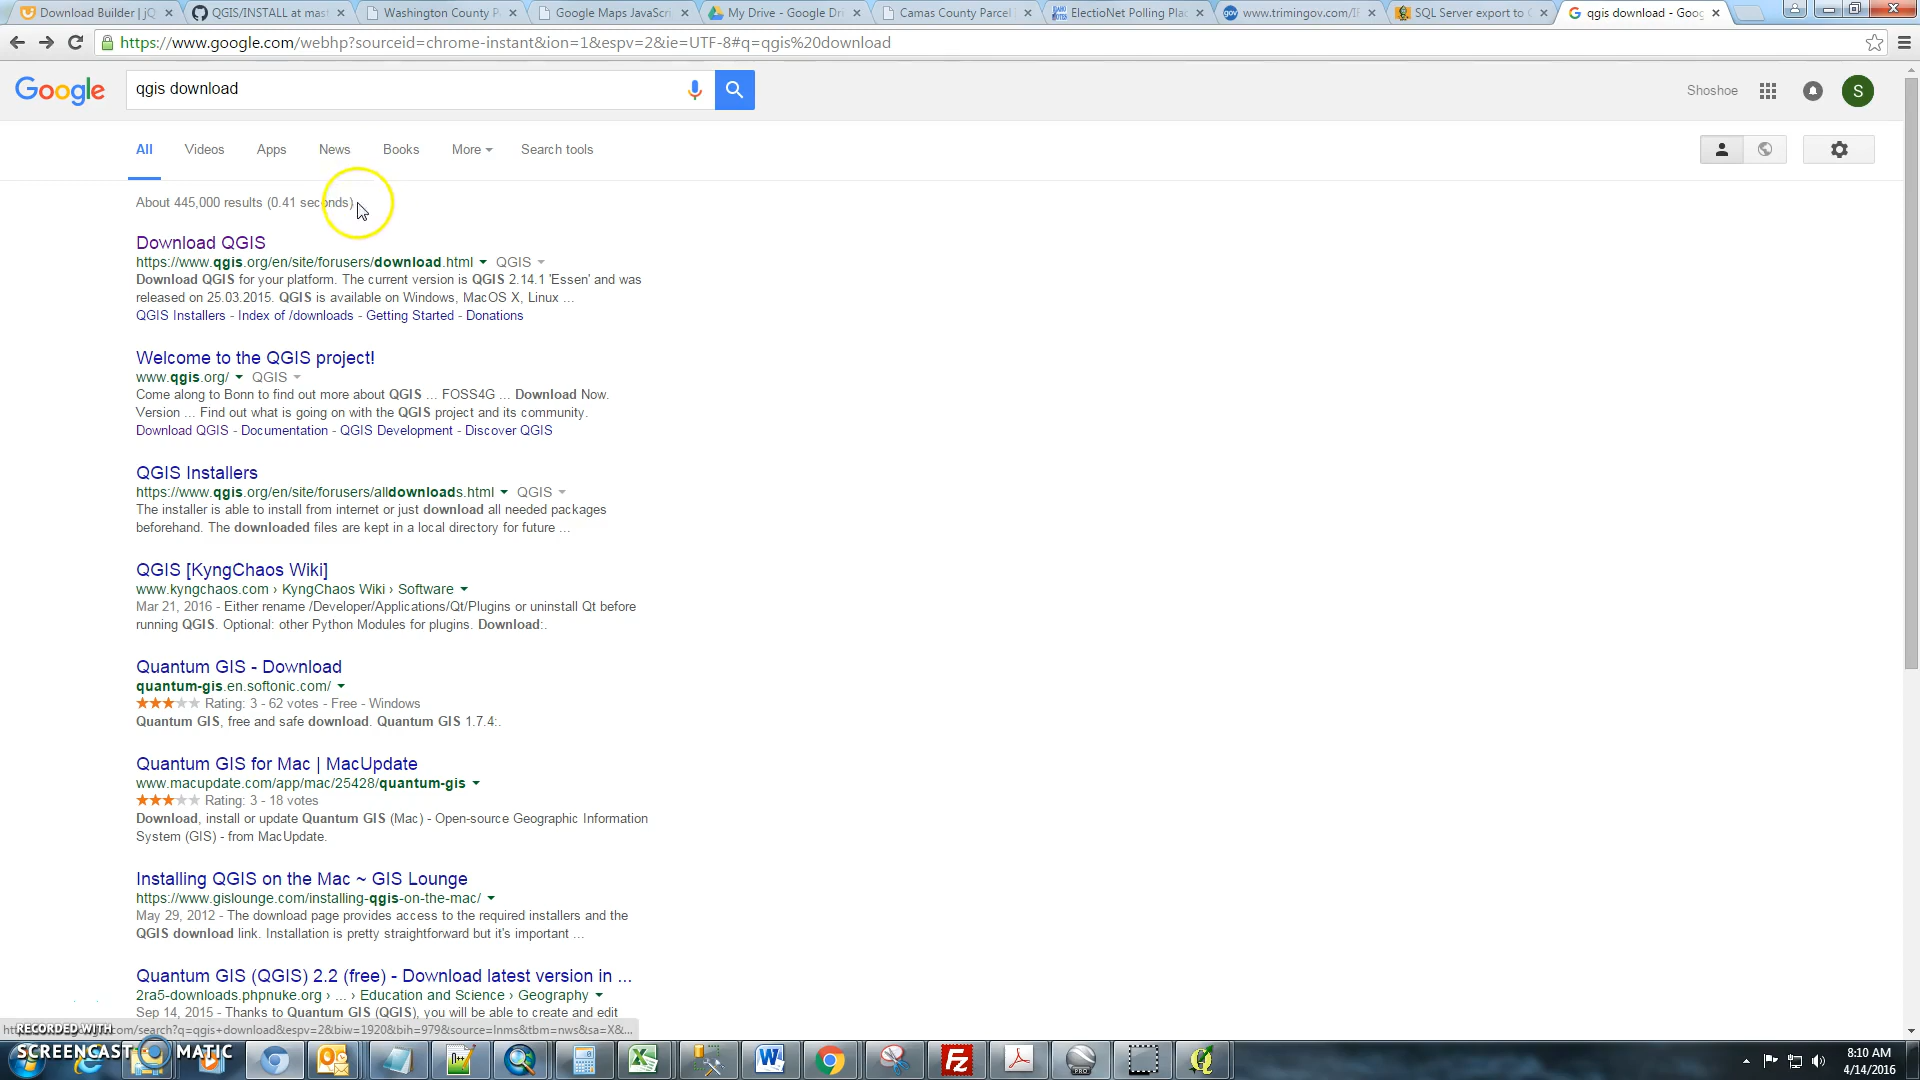 Download Builder | jQ
QGIS/INSTALL at mast
Washington County P
Google Maps JavaScri
My Drive - Google Dri
Camas County Parcel
ElectioNet Polling Plac
www.trimingov.com/IF
SQL Server export to C
qgis download - Goog
https://www.google.com/webhp?sourceid=chrome-instant&ion=1&espv=2&ie=UTF-8#q=qgis%20download
Google
qgis download
Shoshoe
S
All
Videos
Apps
News
Books
More
Search tools
About 445,000 results (0.41 seconds)
Download QGIS
https://www.qgis.org/en/site/forusers/download.html QGIS
Download QGIS for your platform. The current version is QGIS 2.14.1 'Essen' and was
released on 25.03.2015. QGIS is available on Windows, MacOS X, Linux ...
QGIS Installers - Index of /downloads - Getting Started - Donations
Welcome to the QGIS project!
www.qgis.org/ QGIS
Come along to Bonn to find out more about QGIS ... FOSS4G ... Download Now.
Version ... Find out what is going on with the QGIS project and its community.
Download QGIS - Documentation - QGIS Development - Discover QGIS
QGIS Installers
https://www.qgis.org/en/site/forusers/alldownloads.html QGIS
The installer is able to install from internet or just download all needed packages
beforehand. The downloaded files are kept in a local directory for future ...
QGIS [KyngChaos Wiki]
www.kyngchaos.com › KyngChaos Wiki › Software
Mar 21, 2016 - Either rename /Developer/Applications/Qt/Plugins or uninstall Qt before
running QGIS. Optional: other Python Modules for plugins. Download:.
Quantum GIS - Download
quantum-gis.en.softonic.com/
Rating: 3 - 62 votes - Free - Windows
Quantum GIS, free and safe download. Quantum GIS 1.7.4:.
Quantum GIS for Mac | MacUpdate
www.macupdate.com/app/mac/25428/quantum-gis
Rating: 3 - 18 votes
Download, install or update Quantum GIS (Mac) - Open-source Geographic Information
System (GIS) - from MacUpdate.
Installing QGIS on the Mac ~ GIS Lounge
https://www.gislounge.com/installing-qgis-on-the-mac/
May 29, 2012 - The download page provides access to the required installers and the
QGIS download link. Installation is pretty straightforward but it's important ...
Quantum GIS (QGIS) 2.2 (free) - Download latest version in ...
2ra5-downloads.phpnuke.org › ... › Education and Science › Geography
Sep 14, 2015 - Thanks to Quantum GIS (QGIS), you will be able to create and edit
.com/search?q=qgis+download&espv=2&biw=1920&bih=979&source=lnms&tbm=nws&sa=X&...
RECORDED WITH
SCREENCAST MATIC
8:10 AM
4/14/2016